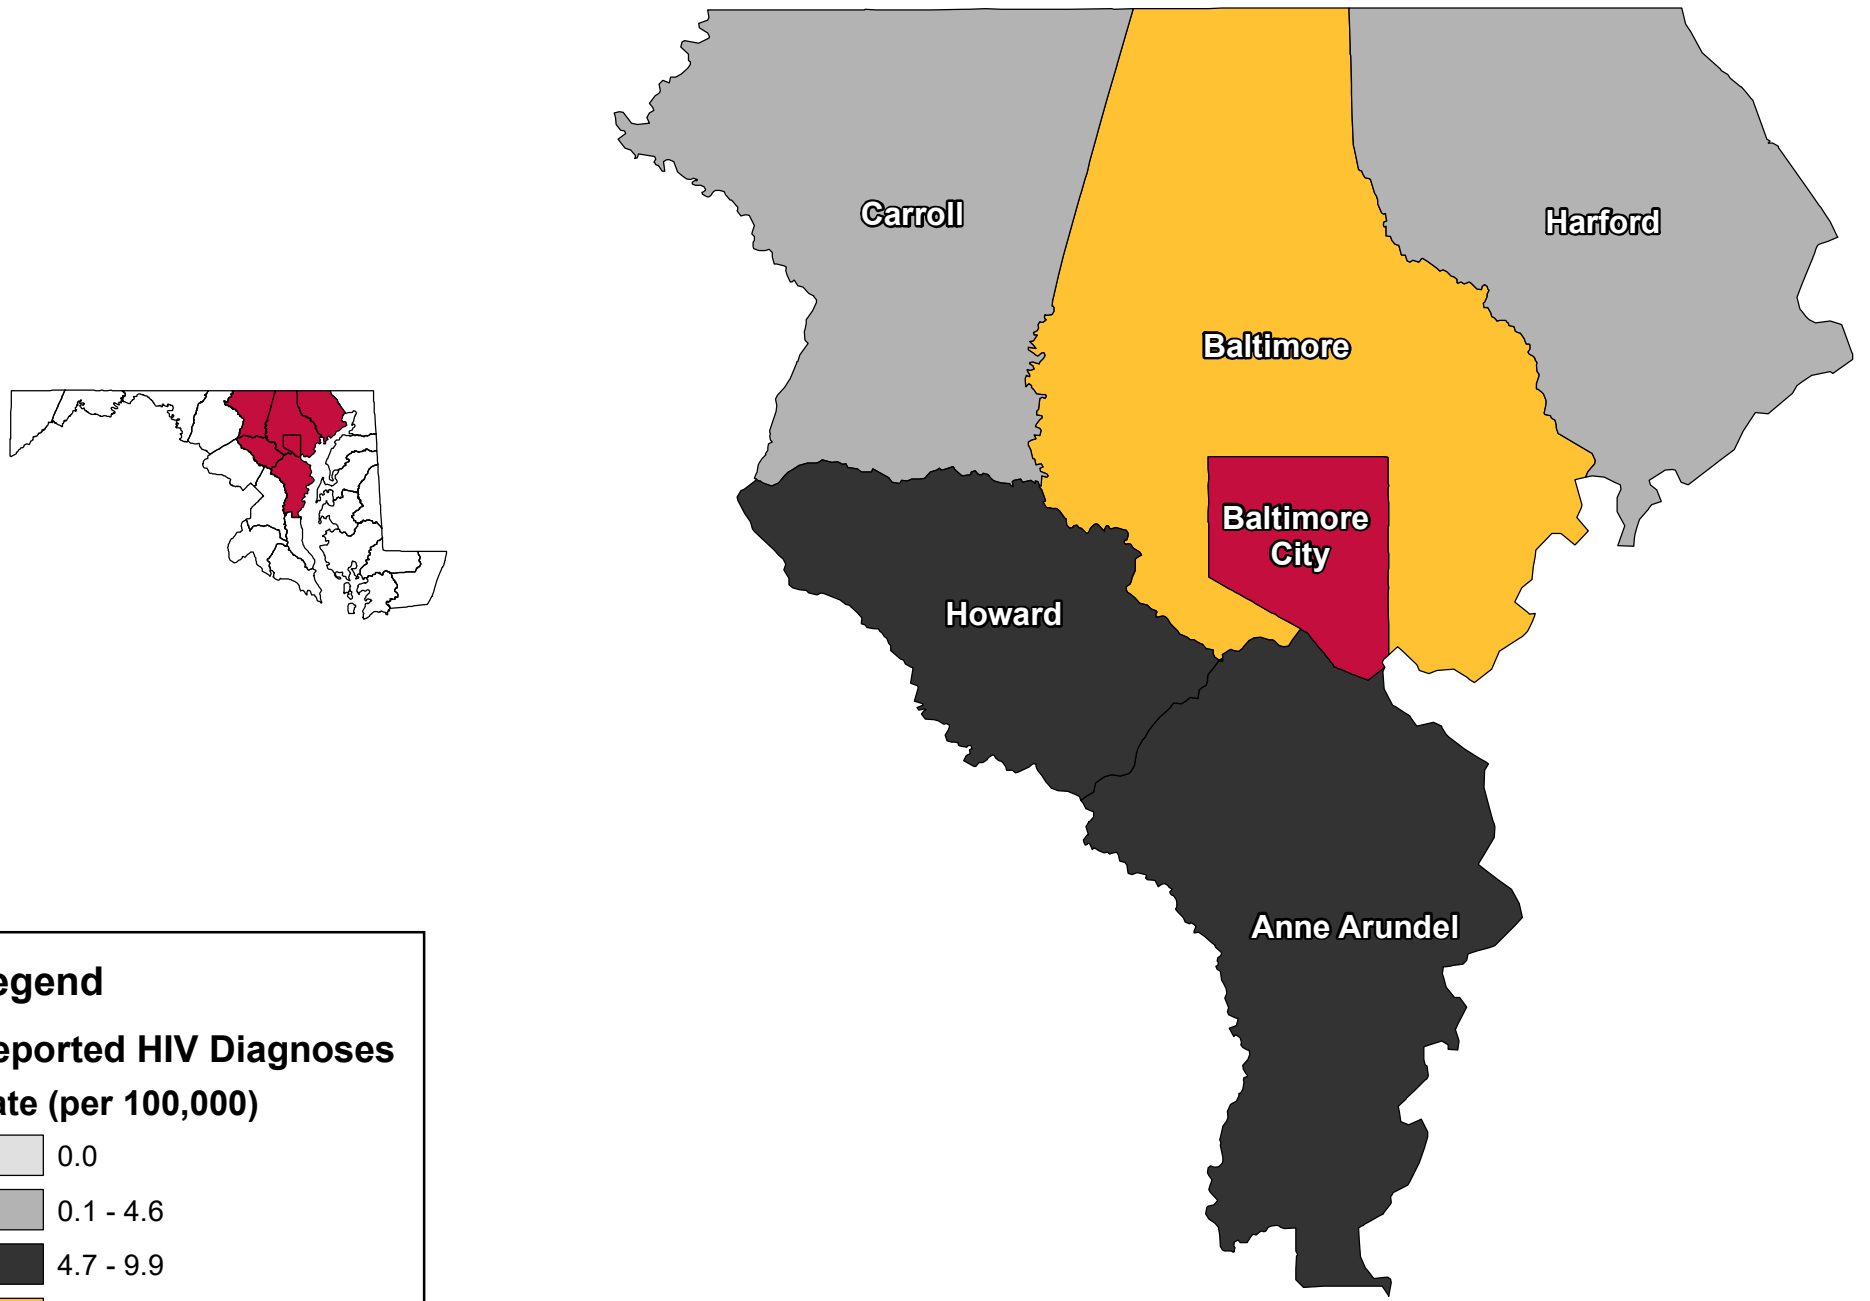 Carroll
Harford
Baltimore
Baltimore
City
Howard
Anne Arundel
egend
eported HIV Diagnoses
ate (per 100,000)
0.0
0.1 - 4.6
4.7 - 9.9